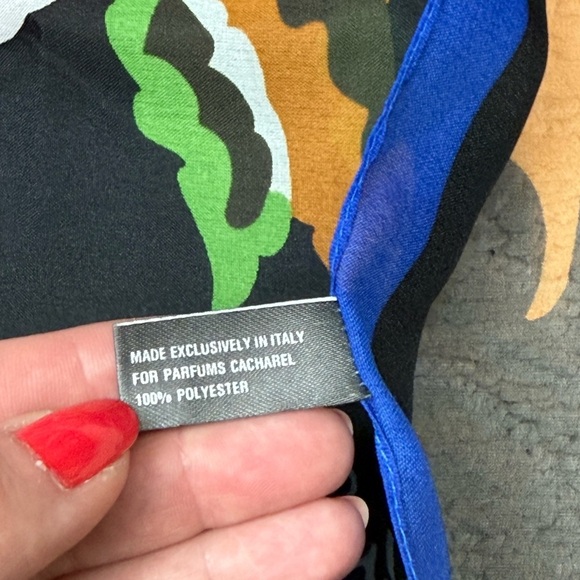 MADE EXCLUSIVELY IN ITALY
FOR PARFUMS CACHAREL
100% POLYESTER